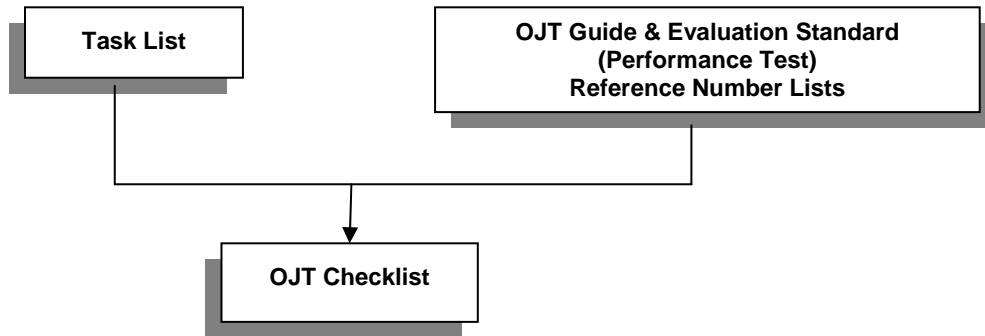 Task List
OJT Guide & Evaluation Standard
(Performance Test)
Reference Number Lists
OJT Checklist